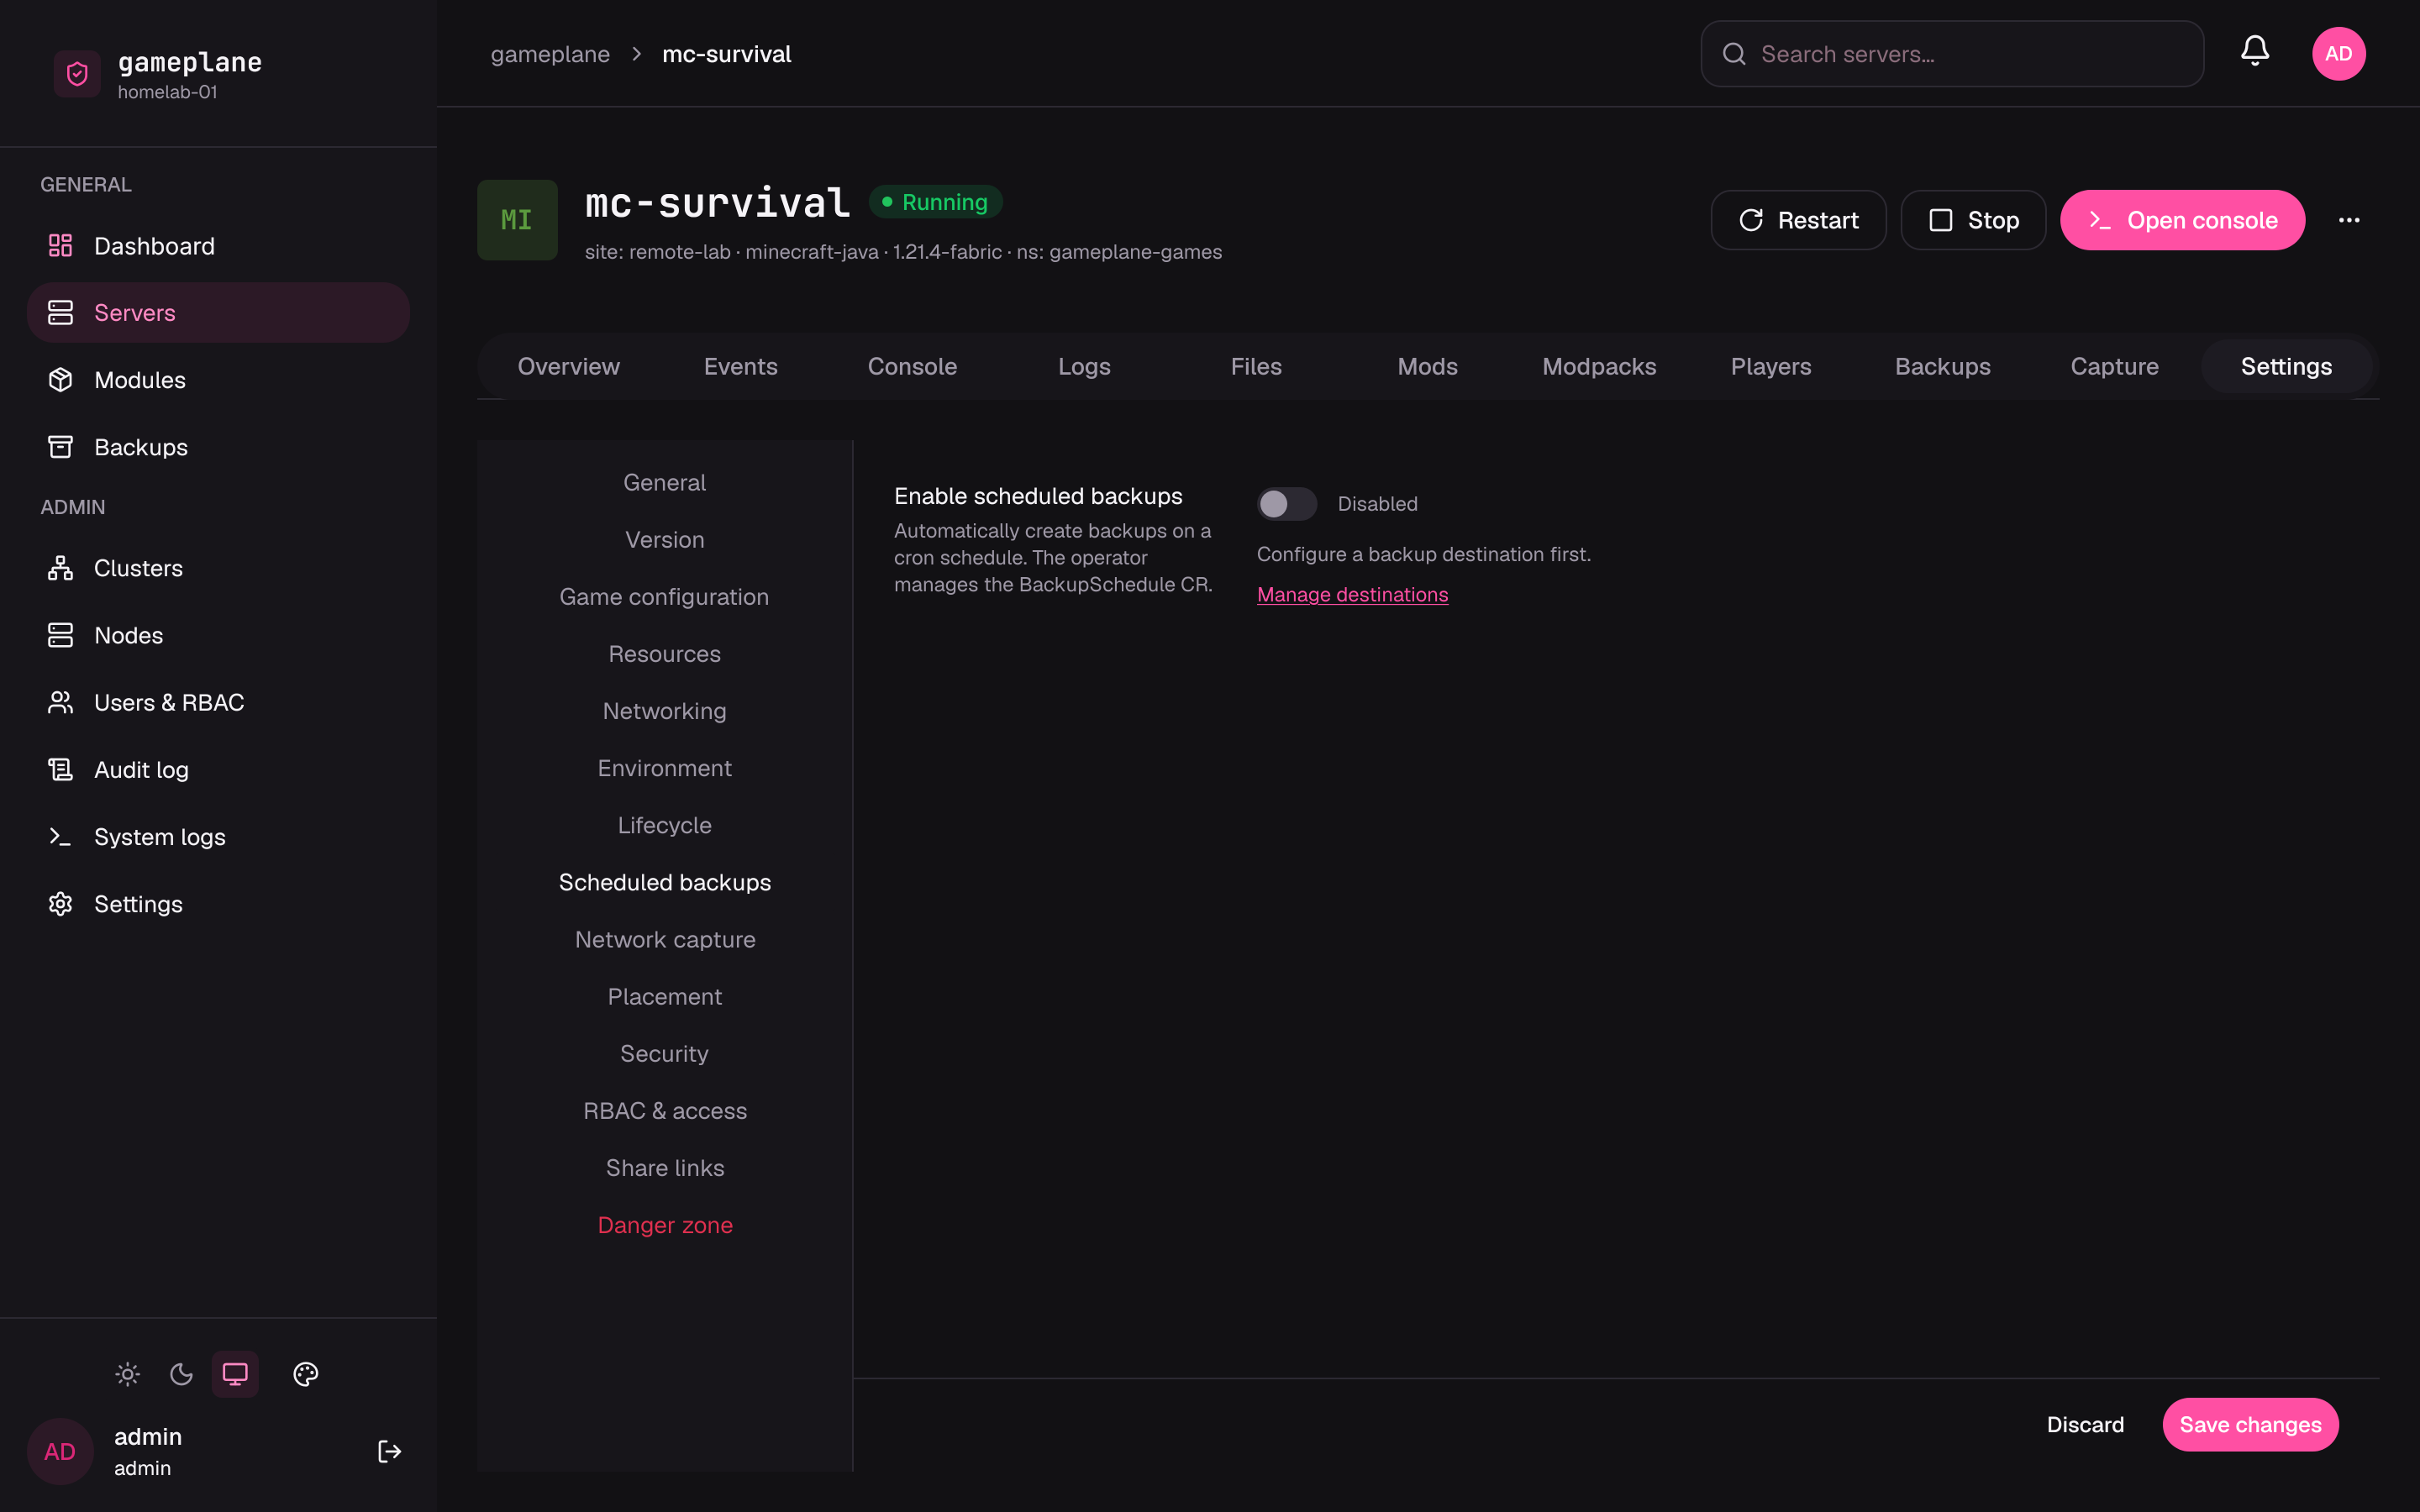 gameplane
homelab-01
GENERAL
Dashboard
Servers
Modules
Backups
ADMIN
Clusters
Nodes
Users & RBAC
Audit log
System logs
Settings
AD
admin
admin
gameplane > mc-survival
Search servers...
AD
MI
mc-survival
Running
site: remote-lab · minecraft-java · 1.21.4-fabric · ns: gameplane-games
Restart
Stop
Open console
Overview
Events
Console
Logs
Files
Mods
Modpacks
Players
Backups
Capture
Settings
General
Version
Game configuration
Resources
Networking
Environment
Lifecycle
Scheduled backups
Network capture
Placement
Security
RBAC & access
Share links
Danger zone
Enable scheduled backups
Automatically create backups on a
cron schedule. The operator
manages the BackupSchedule CR.
Disabled
Configure a backup destination first.
Manage destinations
Discard
Save changes